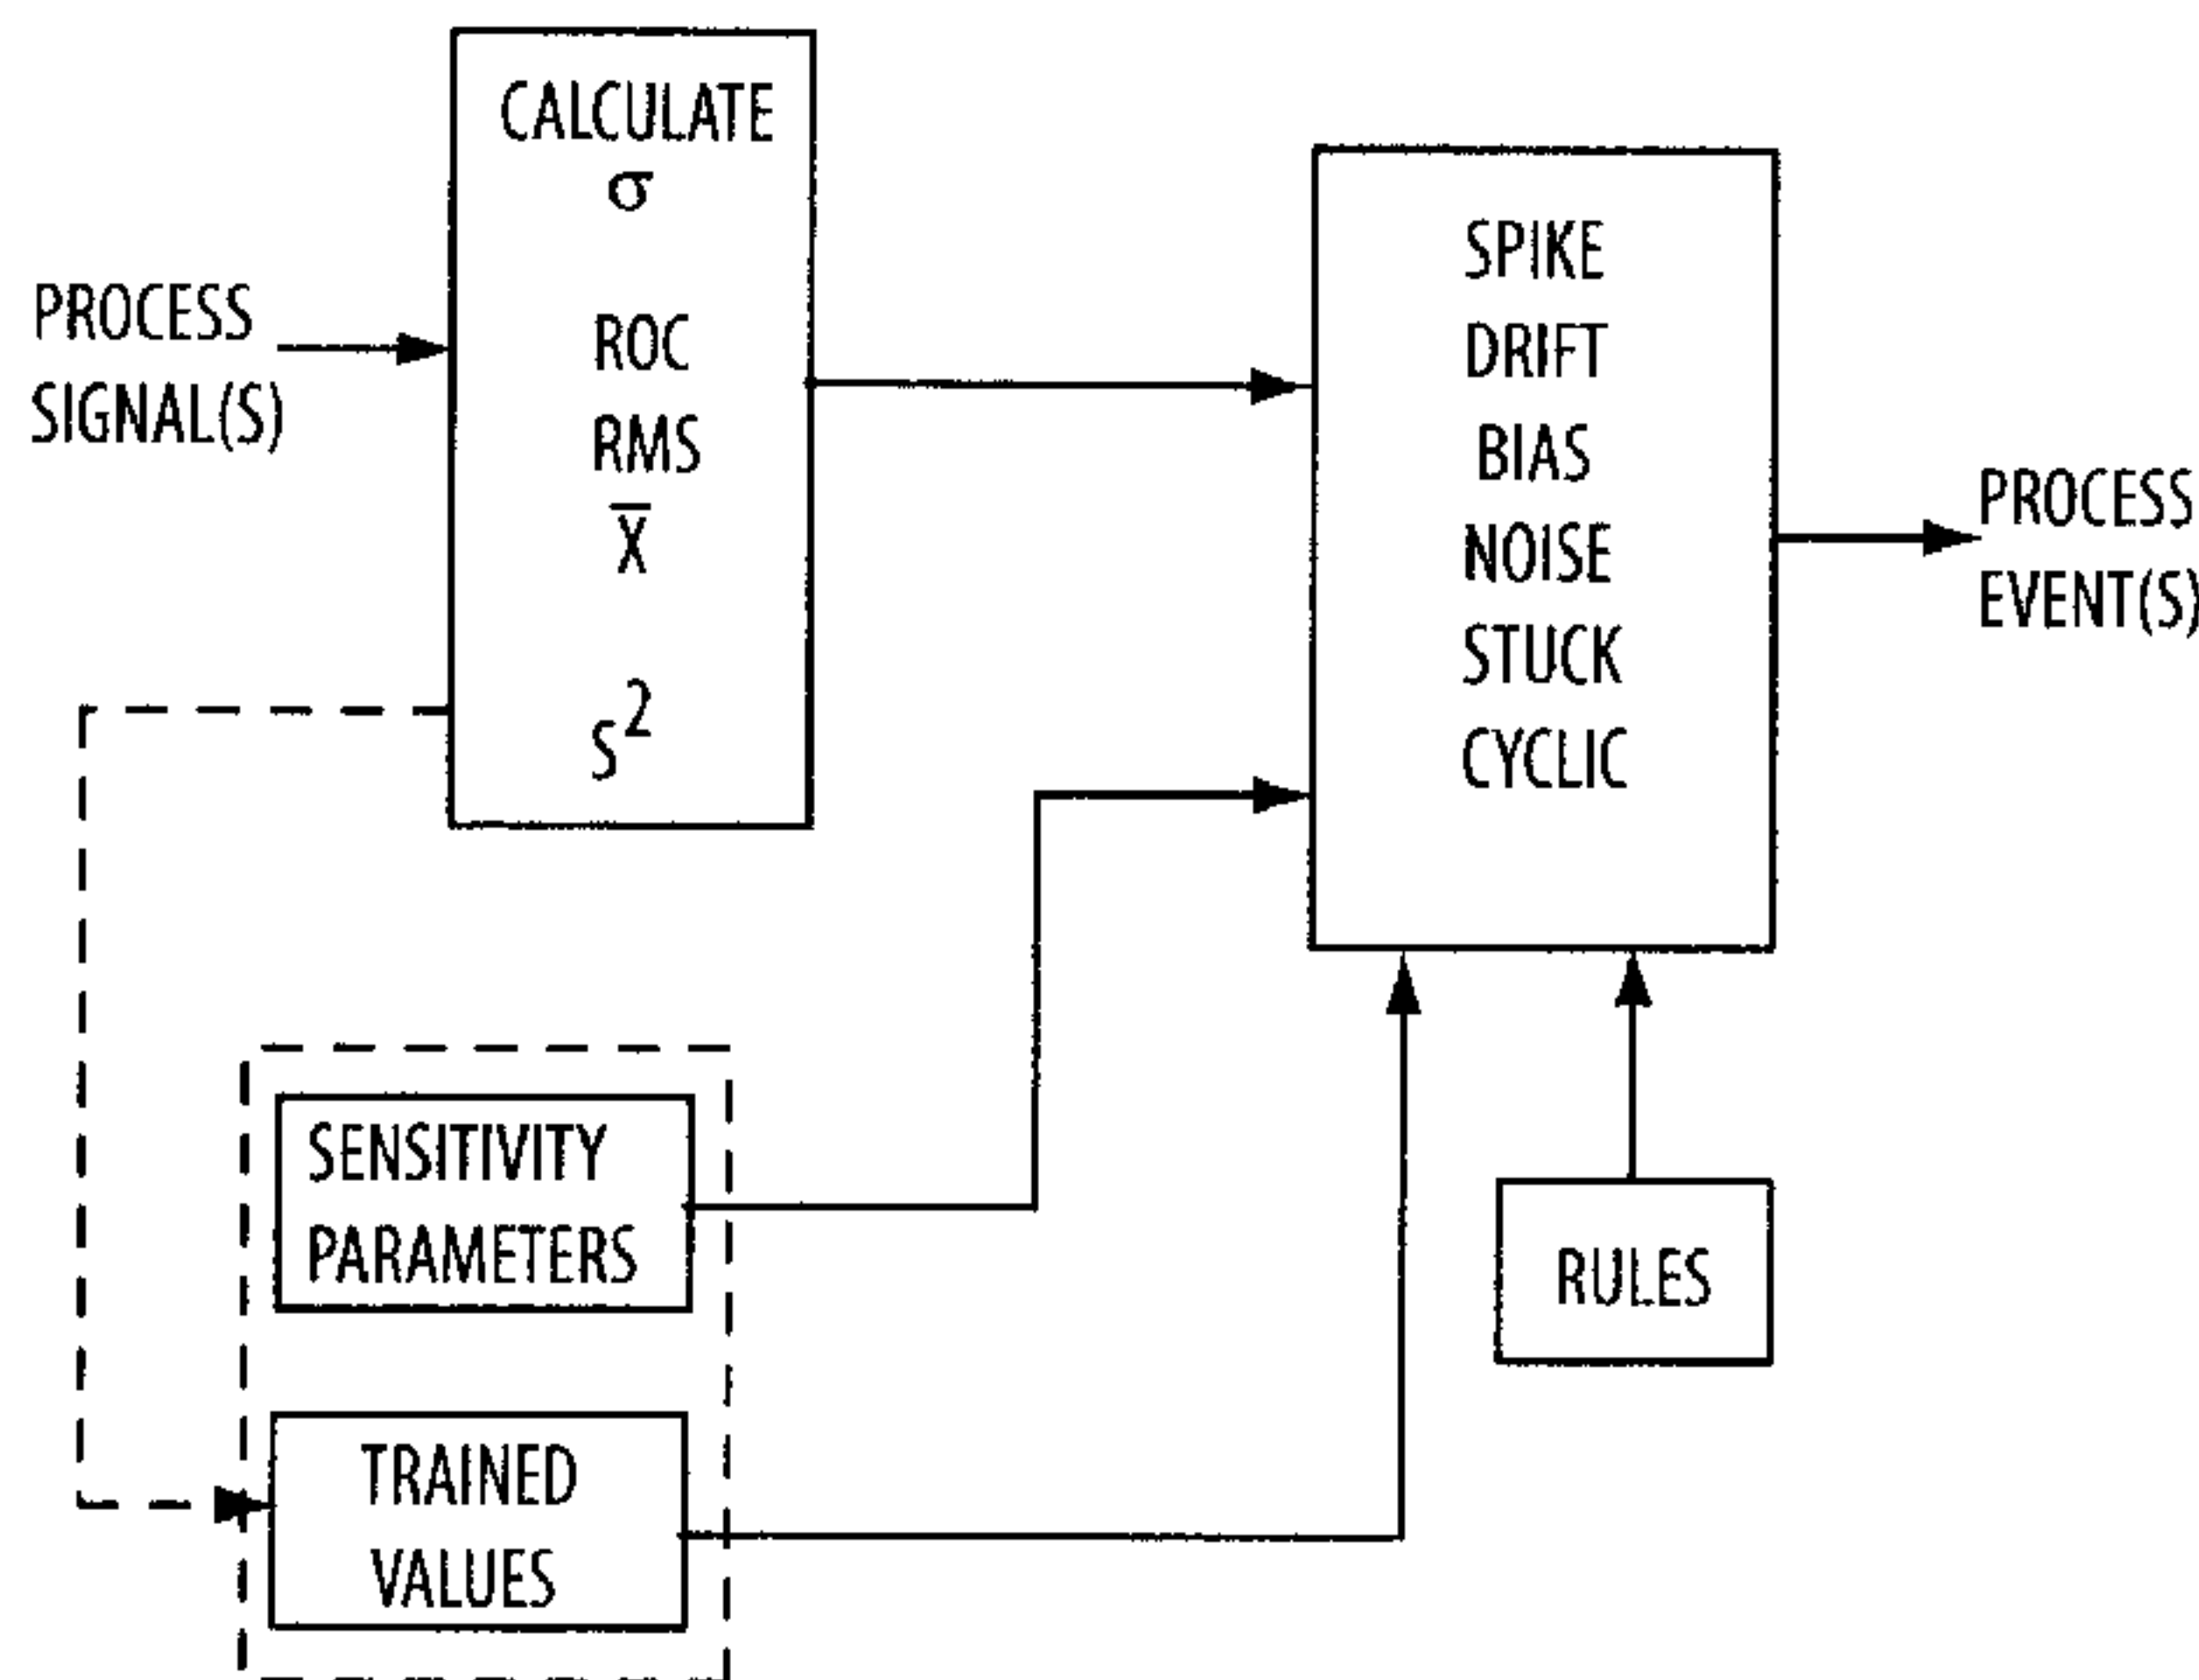 PROCESS
SIGNAL(S)
CALCULATE
σ
ROC
RMS
X̅
S²
SPIKE
DRIFT
BIAS
NOISE
STUCK
CYCLIC
PROCESS
EVENT(S)
SENSITIVITY
PARAMETERS
TRAINED
VALUES
RULES